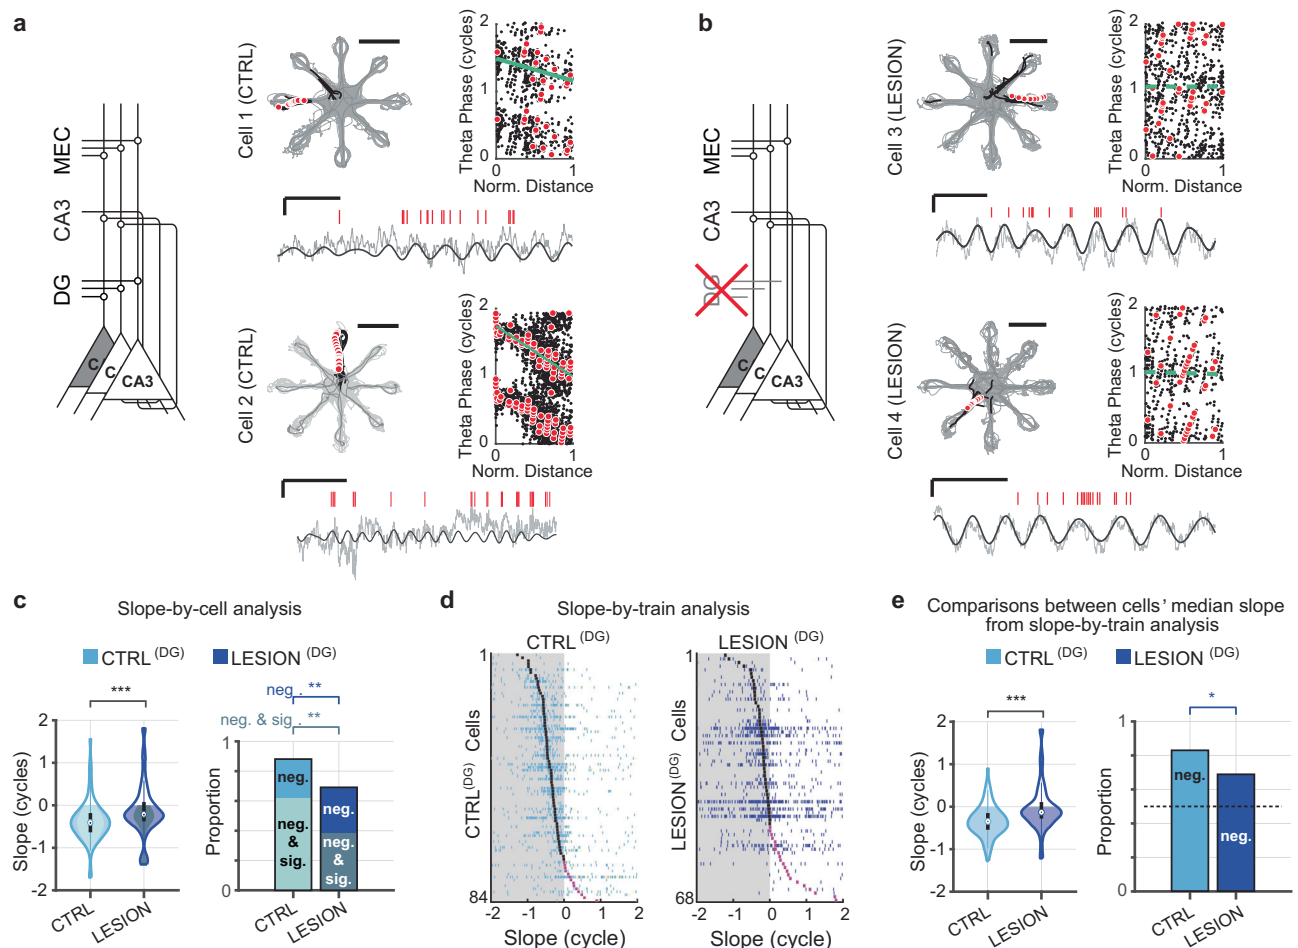 a
MEC
CA3
DG
C
C
CA3
Cell 1 (CTRL)
Theta Phase (cycles)
2
1
0
0
1
Norm. Distance
Cell 2 (CTRL)
Theta Phase (cycles)
2
1
0
0
1
Norm. Distance
b
MEC
CA3
DG
C
C
CA3
Cell 3 (LESION)
Theta Phase (cycles)
2
1
0
0
1
Norm. Distance
Cell 4 (LESION)
Theta Phase (cycles)
2
1
0
0
1
Norm. Distance
c
Slope-by-cell analysis
CTRL (DG)
LESION (DG)
***
Slope (cycles)
2
1
0
-1
-2
CTRL
LESION
neg. **
neg. & sig. **
Proportion
1
0
neg.
neg.
&
sig.
neg.
neg.
&
sig.
CTRL
LESION
d
Slope-by-train analysis
CTRL (DG)
1
CTRL(DG) Cells
84
-2 -1 0 1 2
Slope (cycle)
LESION (DG)
1
LESION(DG) Cells
68
-2 -1 0 1 2
Slope (cycle)
e
Comparisons between cells' median slope
from slope-by-train analysis
CTRL (DG)
LESION (DG)
***
Slope (cycles)
2
1
0
-1
-2
CTRL
LESION
*
Proportion
1
0
neg.
neg.
CTRL
LESION